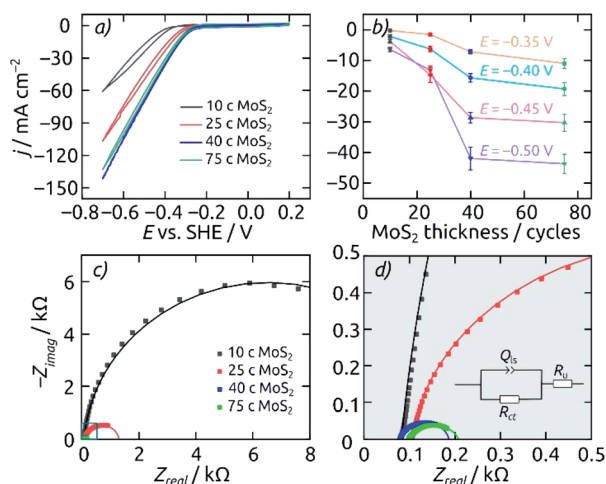 a)
0
−30
−60
−90
−120
−150
j / mA cm⁻²
10 c MoS₂
25 c MoS₂
40 c MoS₂
75 c MoS₂
−0.8 −0.6 −0.4 −0.2 0.0 0.2
E vs. SHE / V
b)
0
−10
−20
−30
−40
−50
E = −0.35 V
E = −0.40 V
E = −0.45 V
E = −0.50 V
0 20 40 60 80
MoS₂ thickness / cycles
c)
−6
−4
−2
0
−Z_imag / kΩ
10 c MoS₂
25 c MoS₂
40 c MoS₂
75 c MoS₂
0 2 4 6 8
Z_real / kΩ
d)
0.5
0.4
0.3
0.2
0.1
0
Q_ls
R_u
R_ct
0 0.1 0.2 0.3 0.4 0.5
Z_real / kΩ